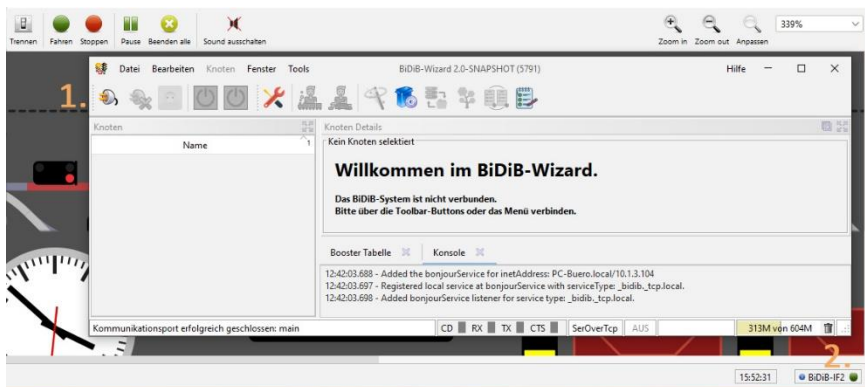 339%
Trennen Fahren Stoppen Pause Beenden alle Sound ausschalten Zoom in Zoom out Anpassen
Datei Bearbeiten Knoten Fenster Tools BiDiB-Wizard 2.0-SNAPSHOT (5791) Hilfe
1.
Knoten Knoten Details
Name 1
Kein Knoten selektiert
Willkommen im BiDiB-Wizard.
Das BiDiB-System ist nicht verbunden.
Bitte über die Toolbar-Buttons oder das Menü verbinden.
Booster Tabelle Konsole
12:42:03.688 - Added the bonjourService for inetAddress: PC-Buero.local/10.1.3.104
12:42:03.697 - Registered local service at bonjourService with serviceType: _bidib._tcp.local.
12:42:03.698 - Added bonjourService listener for service type: _bidib._tcp.local.
Kommunikationsport erfolgreich geschlossen: main CD RX TX CTS SerOverTcp AUS 313M von 604M
2.
15:52:31 BiDiB-IF2